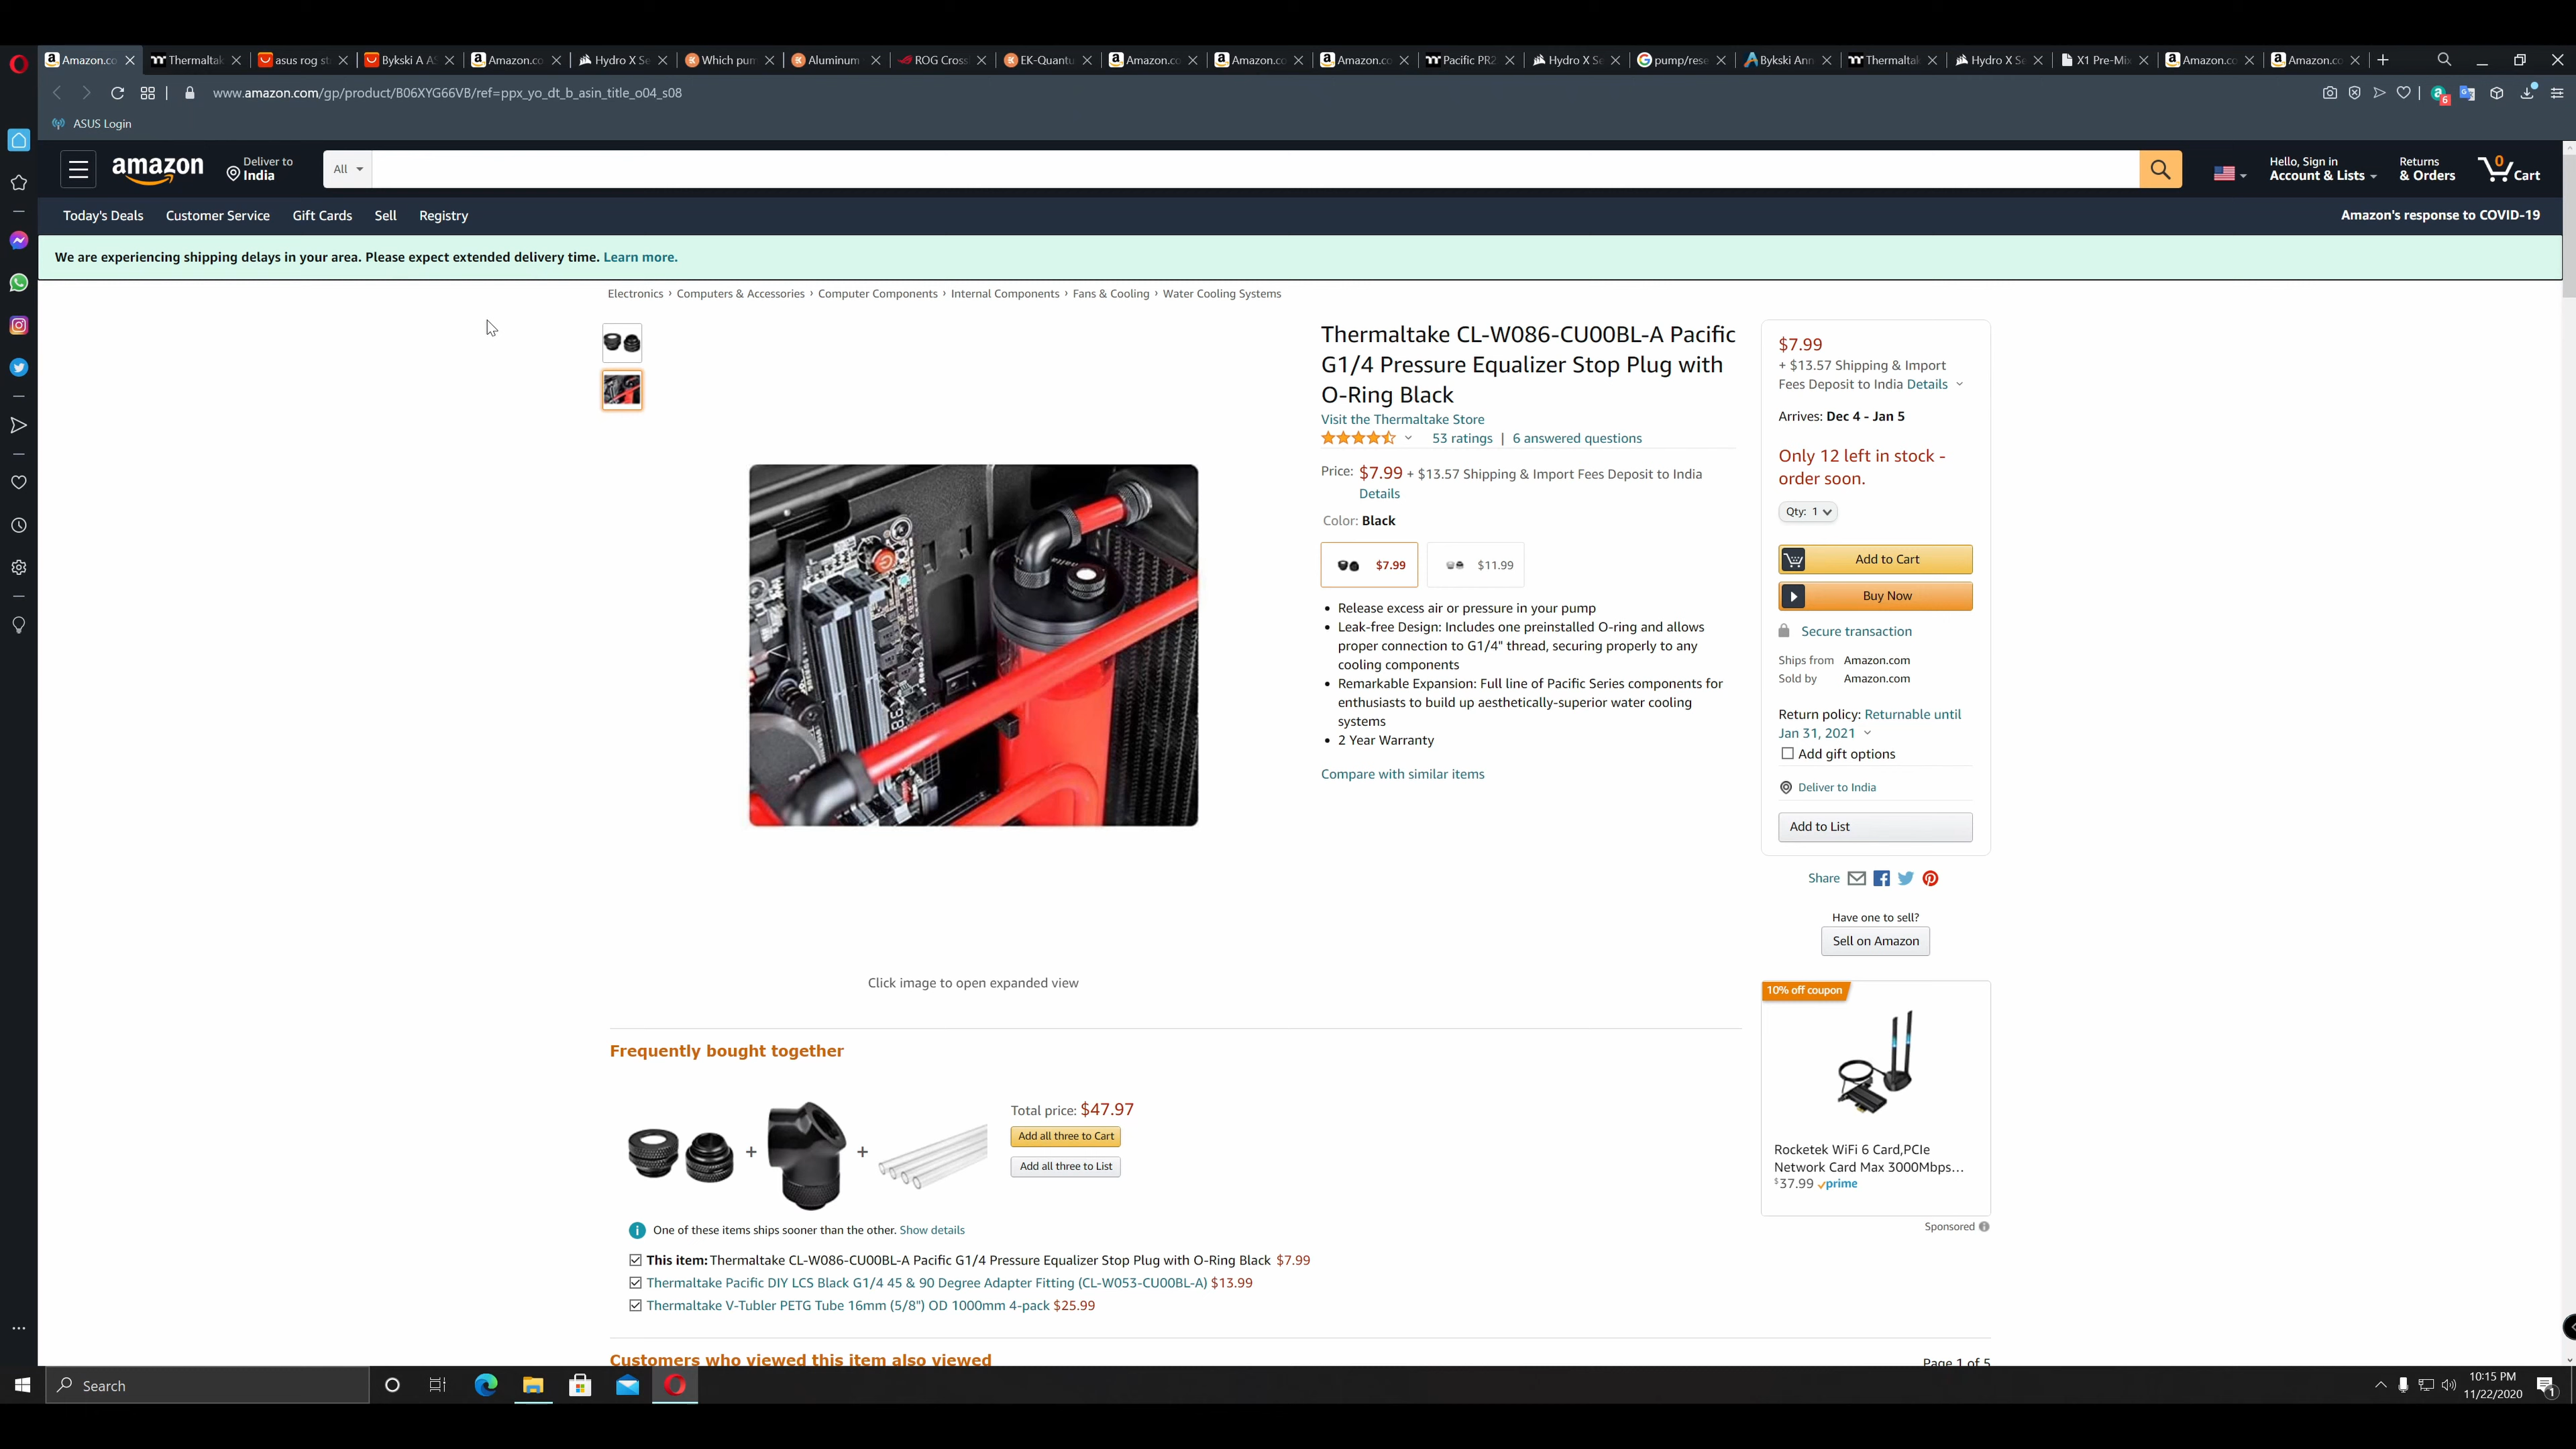 Amazon.co
Thermaltak
asus rog st
Bykski A A
Amazon.co
Hydro X Se
Which pum
Aluminum
ROG Cross
EK-Quantu
Amazon.co
Amazon.co
Amazon.co
Pacific PR2
Hydro X Se
pump/rese
Bykski Ann
Thermaltak
Hydro X Se
X1 Pre-Mix
Amazon.co
Amazon.co
www.amazon.com/gp/product/B06XYG66VB/ref=ppx_yo_dt_b_asin_title_o04_s08
6
ASUS Login
amazon
Deliver to
India
All
Hello, Sign in
Account & Lists
Returns
& Orders
0
Cart
Today's Deals
Customer Service
Gift Cards
Sell
Registry
Amazon's response to COVID-19
We are experiencing shipping delays in your area. Please expect extended delivery time. Learn more.
Electronics › Computers & Accessories › Computer Components › Internal Components › Fans & Cooling › Water Cooling Systems
Thermaltake CL-W086-CU00BL-A Pacific
G1/4 Pressure Equalizer Stop Plug with
O-Ring Black
Visit the Thermaltake Store
53 ratings | 6 answered questions
Price: $7.99 + $13.57 Shipping & Import Fees Deposit to India
Details
Color: Black
$7.99
$11.99
• Release excess air or pressure in your pump
• Leak-free Design: Includes one preinstalled O-ring and allows
proper connection to G1/4" thread, securing properly to any
cooling components
• Remarkable Expansion: Full line of Pacific Series components for
enthusiasts to build up aesthetically-superior water cooling
systems
• 2 Year Warranty
Compare with similar items
$7.99
+ $13.57 Shipping & Import
Fees Deposit to India Details
Arrives: Dec 4 - Jan 5
Only 12 left in stock -
order soon.
Qty: 1
Add to Cart
Buy Now
Secure transaction
Ships from Amazon.com
Sold by Amazon.com
Return policy: Returnable until
Jan 31, 2021
Add gift options
Deliver to India
Add to List
Share
Have one to sell?
Sell on Amazon
Click image to open expanded view
10% off coupon
Rocketek WiFi 6 Card,PCIe
Network Card Max 3000Mbps…
$37.99 prime
Sponsored
Frequently bought together
+
+
Total price: $47.97
Add all three to Cart
Add all three to List
One of these items ships sooner than the other. Show details
This item: Thermaltake CL-W086-CU00BL-A Pacific G1/4 Pressure Equalizer Stop Plug with O-Ring Black $7.99
Thermaltake Pacific DIY LCS Black G1/4 45 & 90 Degree Adapter Fitting (CL-W053-CU00BL-A) $13.99
Thermaltake V-Tubler PETG Tube 16mm (5/8") OD 1000mm 4-pack $25.99
Customers who viewed this item also viewed
Page 1 of 5
Search
10:15 PM
11/22/2020
1